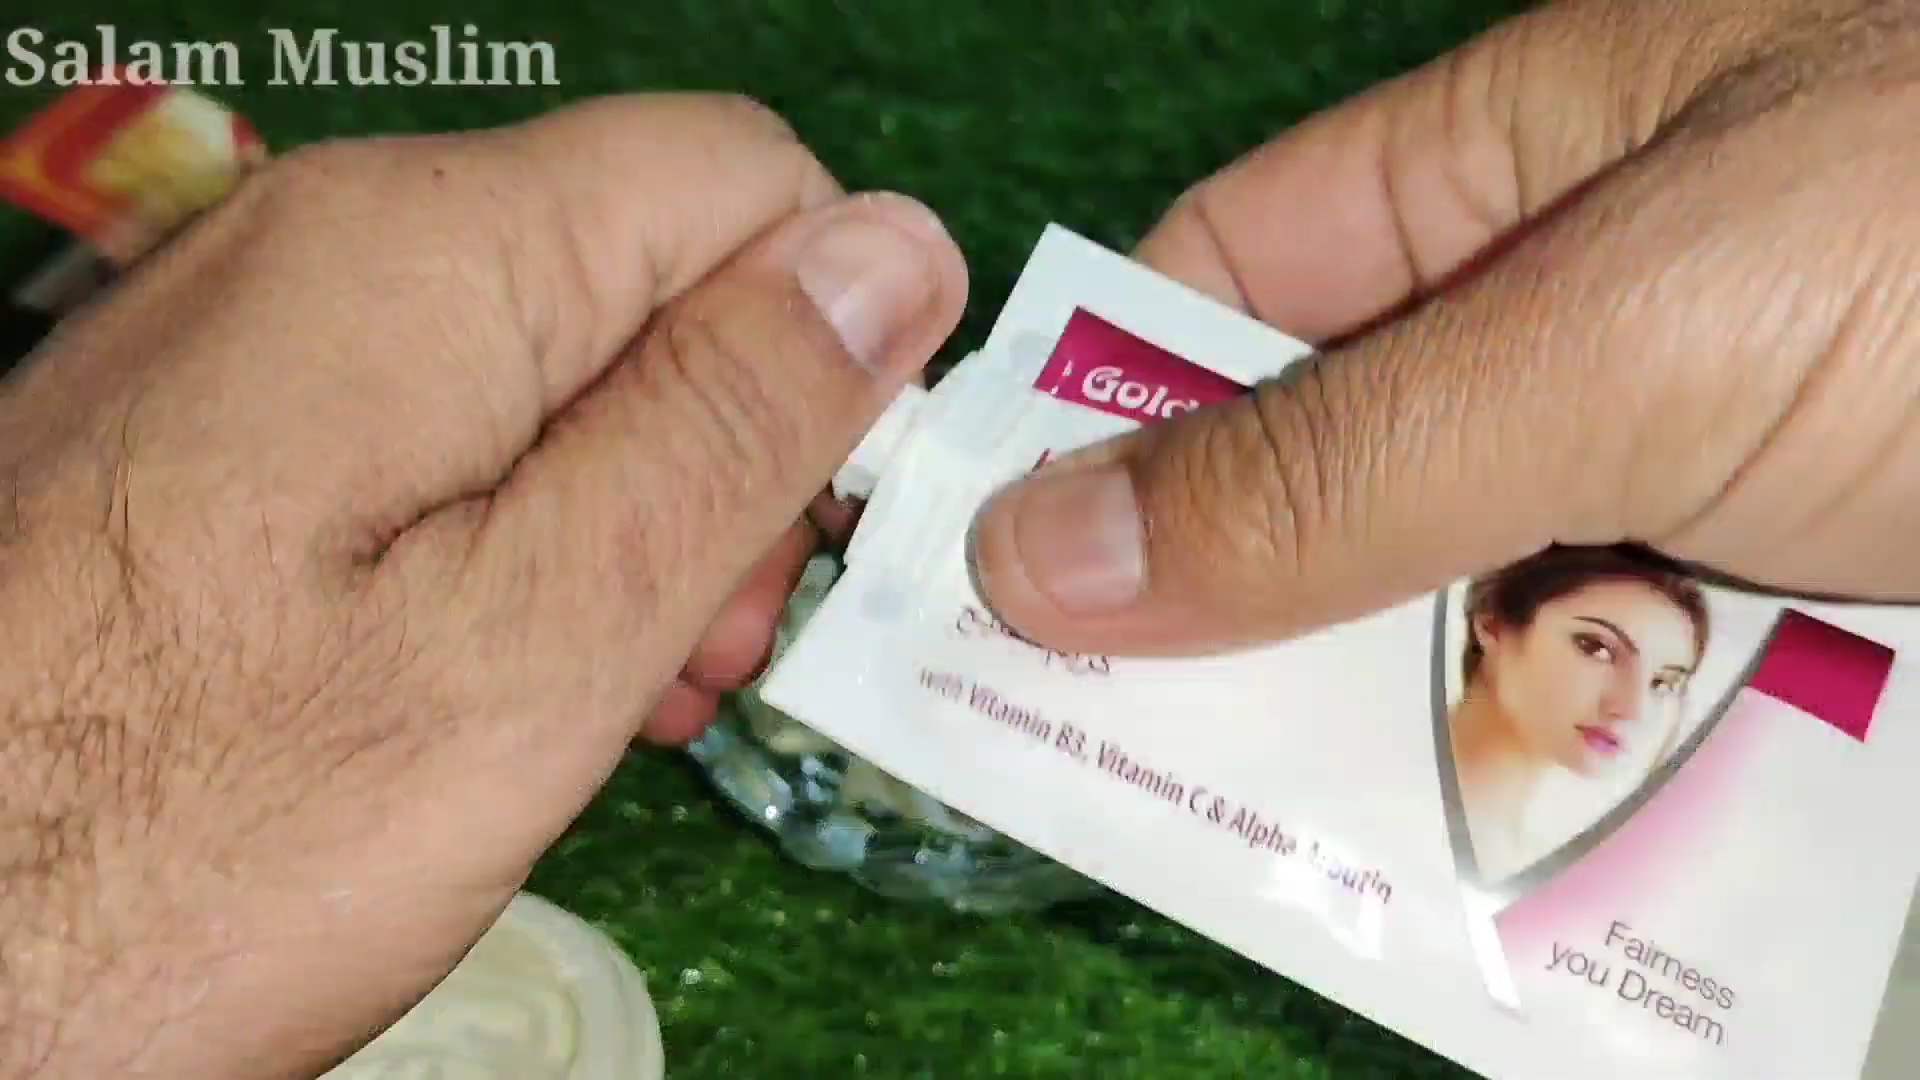 Salam Muslim
Gold
with Vitamin B3, Vitamin C & Alpha Arbutin
Fairness
you Dream